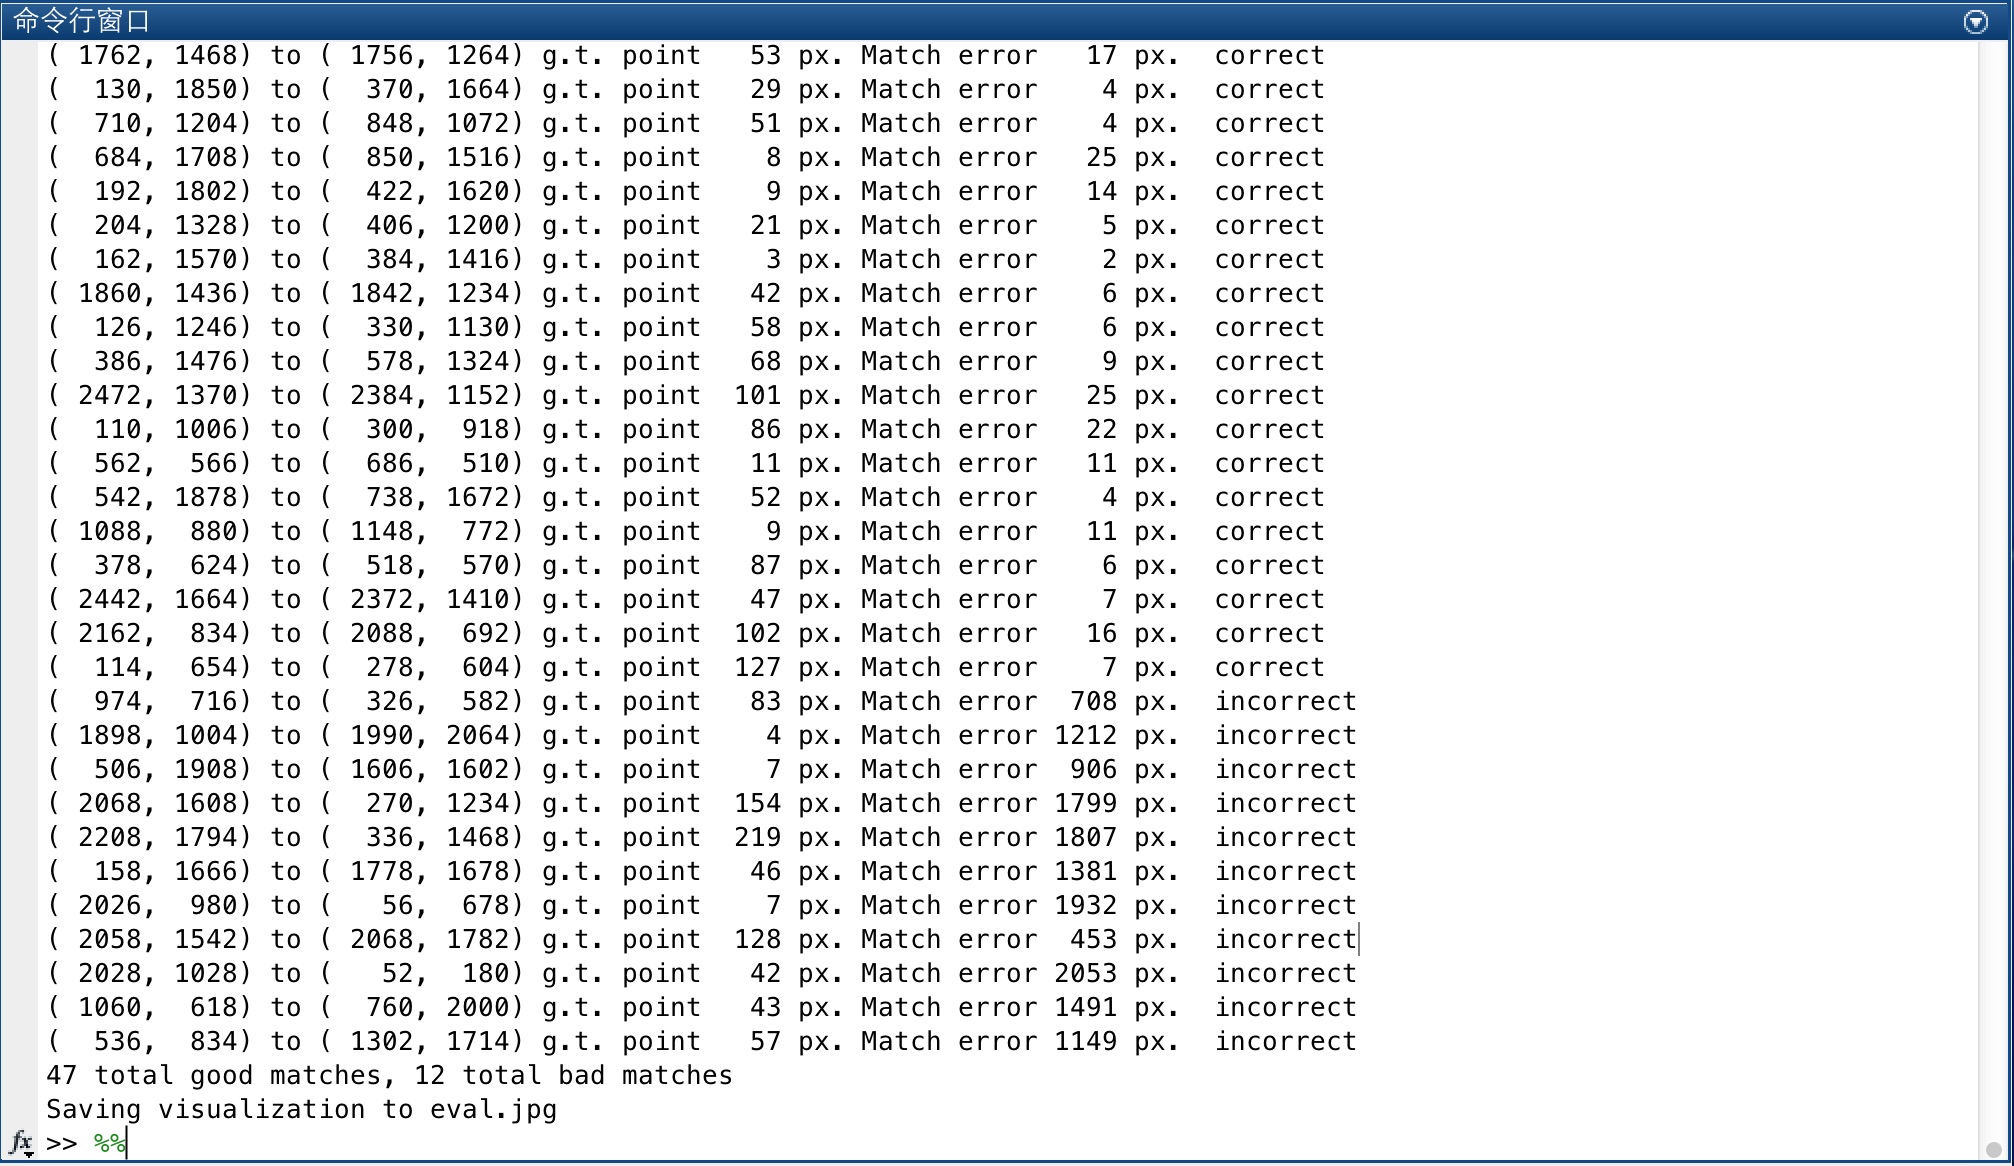 命令行窗口
( 1762, 1468) to ( 1756, 1264) g.t. point   53 px. Match error   17 px.  correct
(  130, 1850) to (  370, 1664) g.t. point   29 px. Match error    4 px.  correct
(  710, 1204) to (  848, 1072) g.t. point   51 px. Match error    4 px.  correct
(  684, 1708) to (  850, 1516) g.t. point    8 px. Match error   25 px.  correct
(  192, 1802) to (  422, 1620) g.t. point    9 px. Match error   14 px.  correct
(  204, 1328) to (  406, 1200) g.t. point   21 px. Match error    5 px.  correct
(  162, 1570) to (  384, 1416) g.t. point    3 px. Match error    2 px.  correct
( 1860, 1436) to ( 1842, 1234) g.t. point   42 px. Match error    6 px.  correct
(  126, 1246) to (  330, 1130) g.t. point   58 px. Match error    6 px.  correct
(  386, 1476) to (  578, 1324) g.t. point   68 px. Match error    9 px.  correct
( 2472, 1370) to ( 2384, 1152) g.t. point  101 px. Match error   25 px.  correct
(  110, 1006) to (  300,  918) g.t. point   86 px. Match error   22 px.  correct
(  562,  566) to (  686,  510) g.t. point   11 px. Match error   11 px.  correct
(  542, 1878) to (  738, 1672) g.t. point   52 px. Match error    4 px.  correct
( 1088,  880) to ( 1148,  772) g.t. point    9 px. Match error   11 px.  correct
(  378,  624) to (  518,  570) g.t. point   87 px. Match error    6 px.  correct
( 2442, 1664) to ( 2372, 1410) g.t. point   47 px. Match error    7 px.  correct
( 2162,  834) to ( 2088,  692) g.t. point  102 px. Match error   16 px.  correct
(  114,  654) to (  278,  604) g.t. point  127 px. Match error    7 px.  correct
(  974,  716) to (  326,  582) g.t. point   83 px. Match error  708 px.  incorrect
( 1898, 1004) to ( 1990, 2064) g.t. point    4 px. Match error 1212 px.  incorrect
(  506, 1908) to ( 1606, 1602) g.t. point    7 px. Match error  906 px.  incorrect
( 2068, 1608) to (  270, 1234) g.t. point  154 px. Match error 1799 px.  incorrect
( 2208, 1794) to (  336, 1468) g.t. point  219 px. Match error 1807 px.  incorrect
(  158, 1666) to ( 1778, 1678) g.t. point   46 px. Match error 1381 px.  incorrect
( 2026,  980) to (   56,  678) g.t. point    7 px. Match error 1932 px.  incorrect
( 2058, 1542) to ( 2068, 1782) g.t. point  128 px. Match error  453 px.  incorrect
( 2028, 1028) to (   52,  180) g.t. point   42 px. Match error 2053 px.  incorrect
( 1060,  618) to (  760, 2000) g.t. point   43 px. Match error 1491 px.  incorrect
(  536,  834) to ( 1302, 1714) g.t. point   57 px. Match error 1149 px.  incorrect
47 total good matches, 12 total bad matches
Saving visualization to eval.jpg
fx >> %%